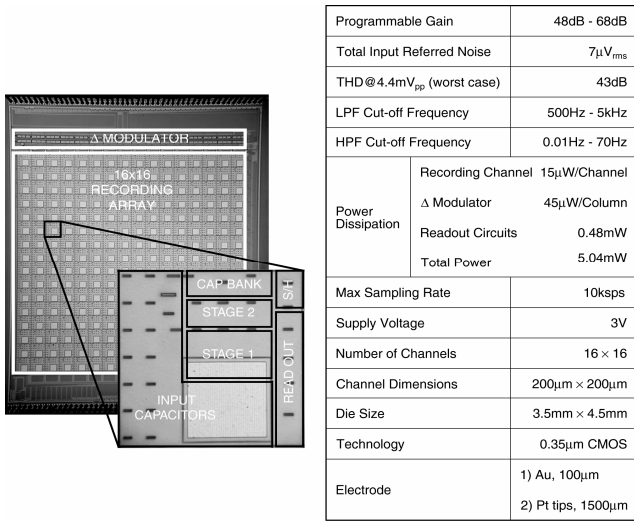 Δ MODULATOR
16x16
RECORDING
ARRAY
CAP BANK
S/H
STAGE 2
STAGE 1
READ OUT
INPUT
CAPACITORS
Programmable Gain 48dB - 68dB
Total Input Referred Noise 7μVrms
THD@4.4mVpp (worst case) 43dB
LPF Cut-off Frequency 500Hz - 5kHz
HPF Cut-off Frequency 0.01Hz - 70Hz
Power Dissipation
Recording Channel 15μW/Channel
Δ Modulator 45μW/Column
Readout Circuits 0.48mW
Total Power 5.04mW
Max Sampling Rate 10ksps
Supply Voltage 3V
Number of Channels 16 × 16
Channel Dimensions 200μm × 200μm
Die Size 3.5mm × 4.5mm
Technology 0.35μm CMOS
Electrode
1) Au, 100μm
2) Pt tips, 1500μm